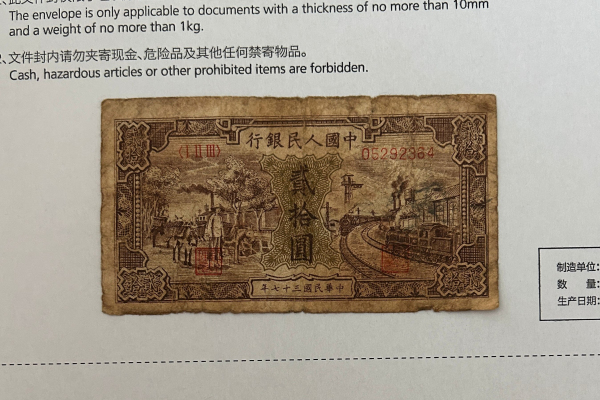 The envelope is only applicable to documents with a thickness of no more than 10mm
and a weight of no more than 1kg.
、文件封内请勿夹寄现金、危险品及其他任何禁寄物品。
Cash, hazardous articles or other prohibited items are forbidden.
行銀民人國中
(I II III)
05292364
貳拾圓
年七十三國民華中
制造单位:
数 量:
生产日期: